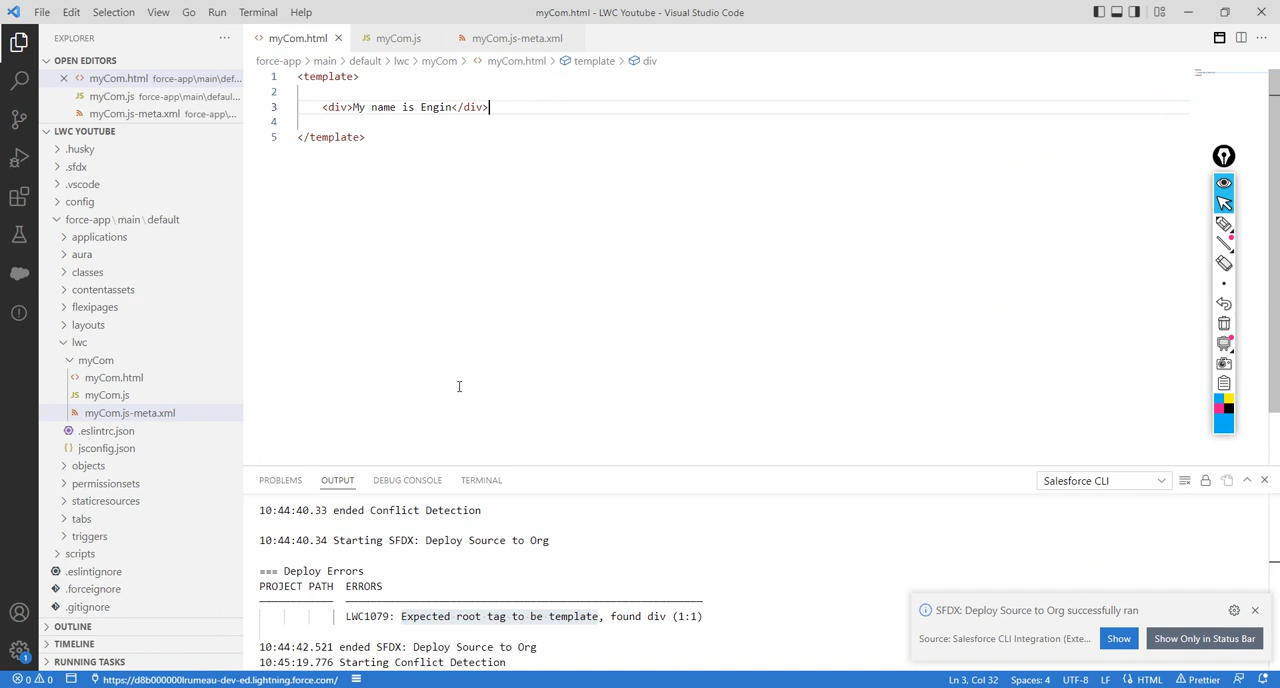 File Edit Selection View Go Run Terminal Help
myCom.html - LWC Youtube - Visual Studio Code
EXPLORER
OPEN EDITORS
myCom.html force-app\main\def...
JS myCom.js force-app\main\defaul...
myCom.js-meta.xml force-app\...
LWC YOUTUBE
.husky
.sfdx
.vscode
config
force-app\main\default
applications
aura
classes
contentassets
flexipages
layouts
lwc
myCom
myCom.html
JS myCom.js
myCom.js-meta.xml
.eslintrc.json
{} jsconfig.json
objects
permissionsets
staticresources
tabs
triggers
scripts
.eslintignore
.forceignore
.gitignore
OUTLINE
TIMELINE
RUNNING TASKS
myCom.html
JS myCom.js
myCom.js-meta.xml
force-app > main > default > lwc > myCom > myCom.html > template > div
1 <template>
2
3 <div>My name is Engin</div>
4
5 </template>
PROBLEMS OUTPUT DEBUG CONSOLE TERMINAL
Salesforce CLI
10:44:40.33 ended Conflict Detection
10:44:40.34 Starting SFDX: Deploy Source to Org
=== Deploy Errors
PROJECT PATH ERRORS
LWC1079: Expected root tag to be template, found div (1:1)
10:44:42.521 ended SFDX: Deploy Source to Org
10:45:19.776 Starting Conflict Detection
SFDX: Deploy Source to Org successfully ran
Source: Salesforce CLI Integration (Exte...
Show
Show Only in Status Bar
1
0 0 https://d8b000000lrumeau-dev-ed.lightning.force.com/
Ln 3, Col 32 Spaces: 4 UTF-8 LF HTML Prettier